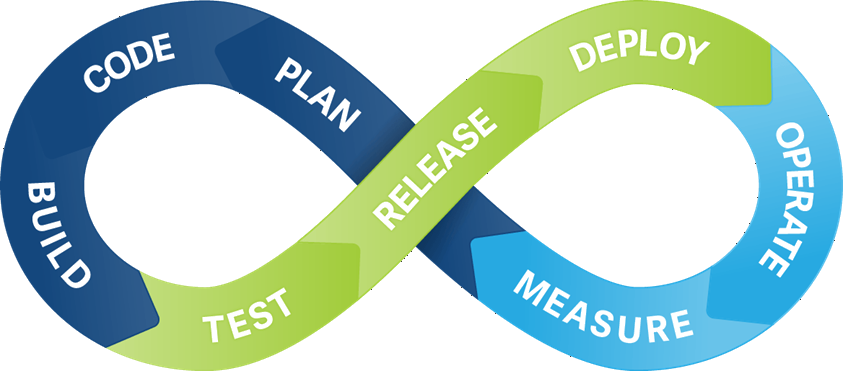 PLAN
CODE
BUILD
TEST
RELEASE
DEPLOY
OPERATE
MEASURE